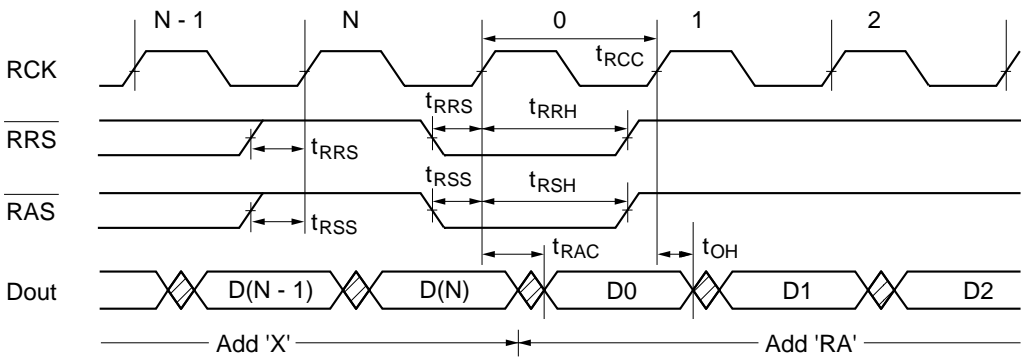 N - 1 N 0 1 2
RCK tRCC
tRRS tRRH
RRS tRRS
tRSS tRSH
RAS tRSS
tRAC tOH
Dout D(N - 1) D(N) D0 D1 D2
Add 'X' Add 'RA'